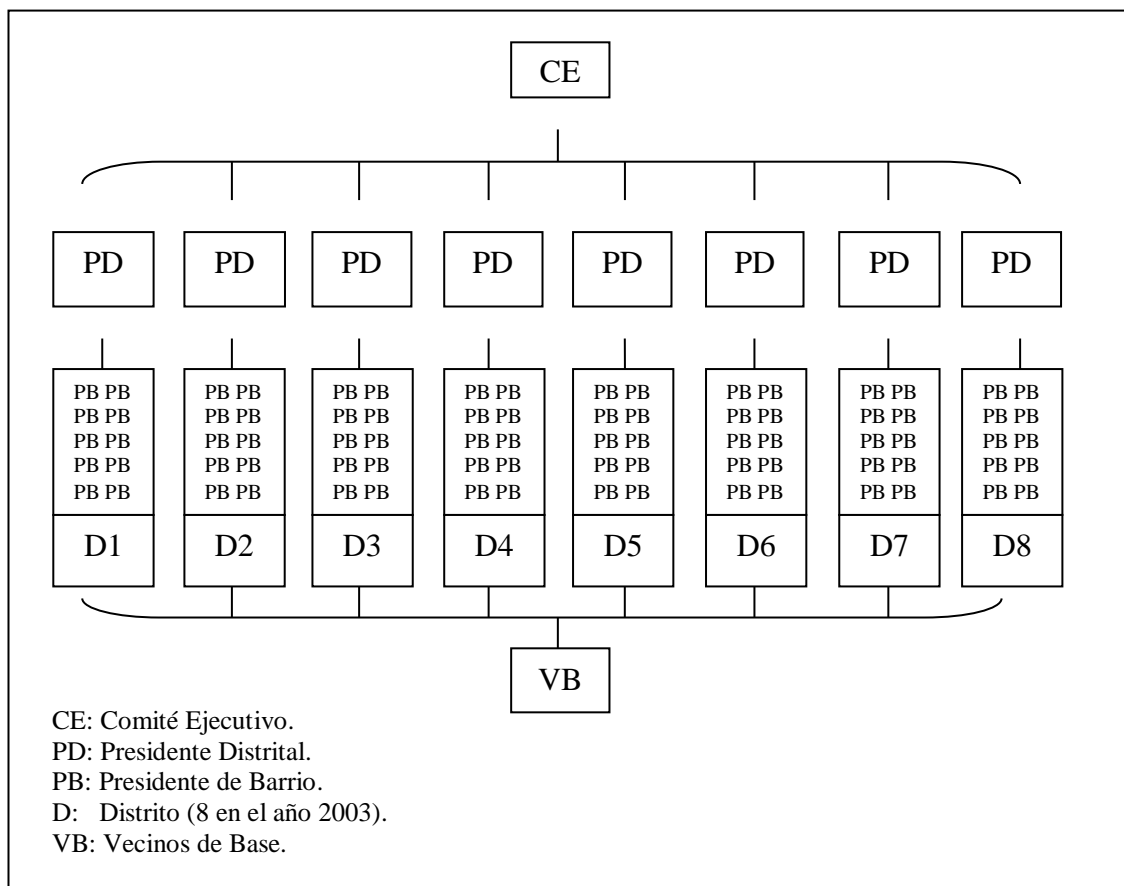 CE
PD PD PD PD PD PD PD PD
PB PB PB PB PB PB PB PB PB PB PB PB PB PB PB PB
PB PB PB PB PB PB PB PB PB PB PB PB PB PB PB PB
PB PB PB PB PB PB PB PB PB PB PB PB PB PB PB PB
PB PB PB PB PB PB PB PB PB PB PB PB PB PB PB PB
PB PB PB PB PB PB PB PB PB PB PB PB PB PB PB PB
D1 D2 D3 D4 D5 D6 D7 D8
VB
CE: Comité Ejecutivo.
PD: Presidente Distrital.
PB: Presidente de Barrio.
D: Distrito (8 en el año 2003).
VB: Vecinos de Base.